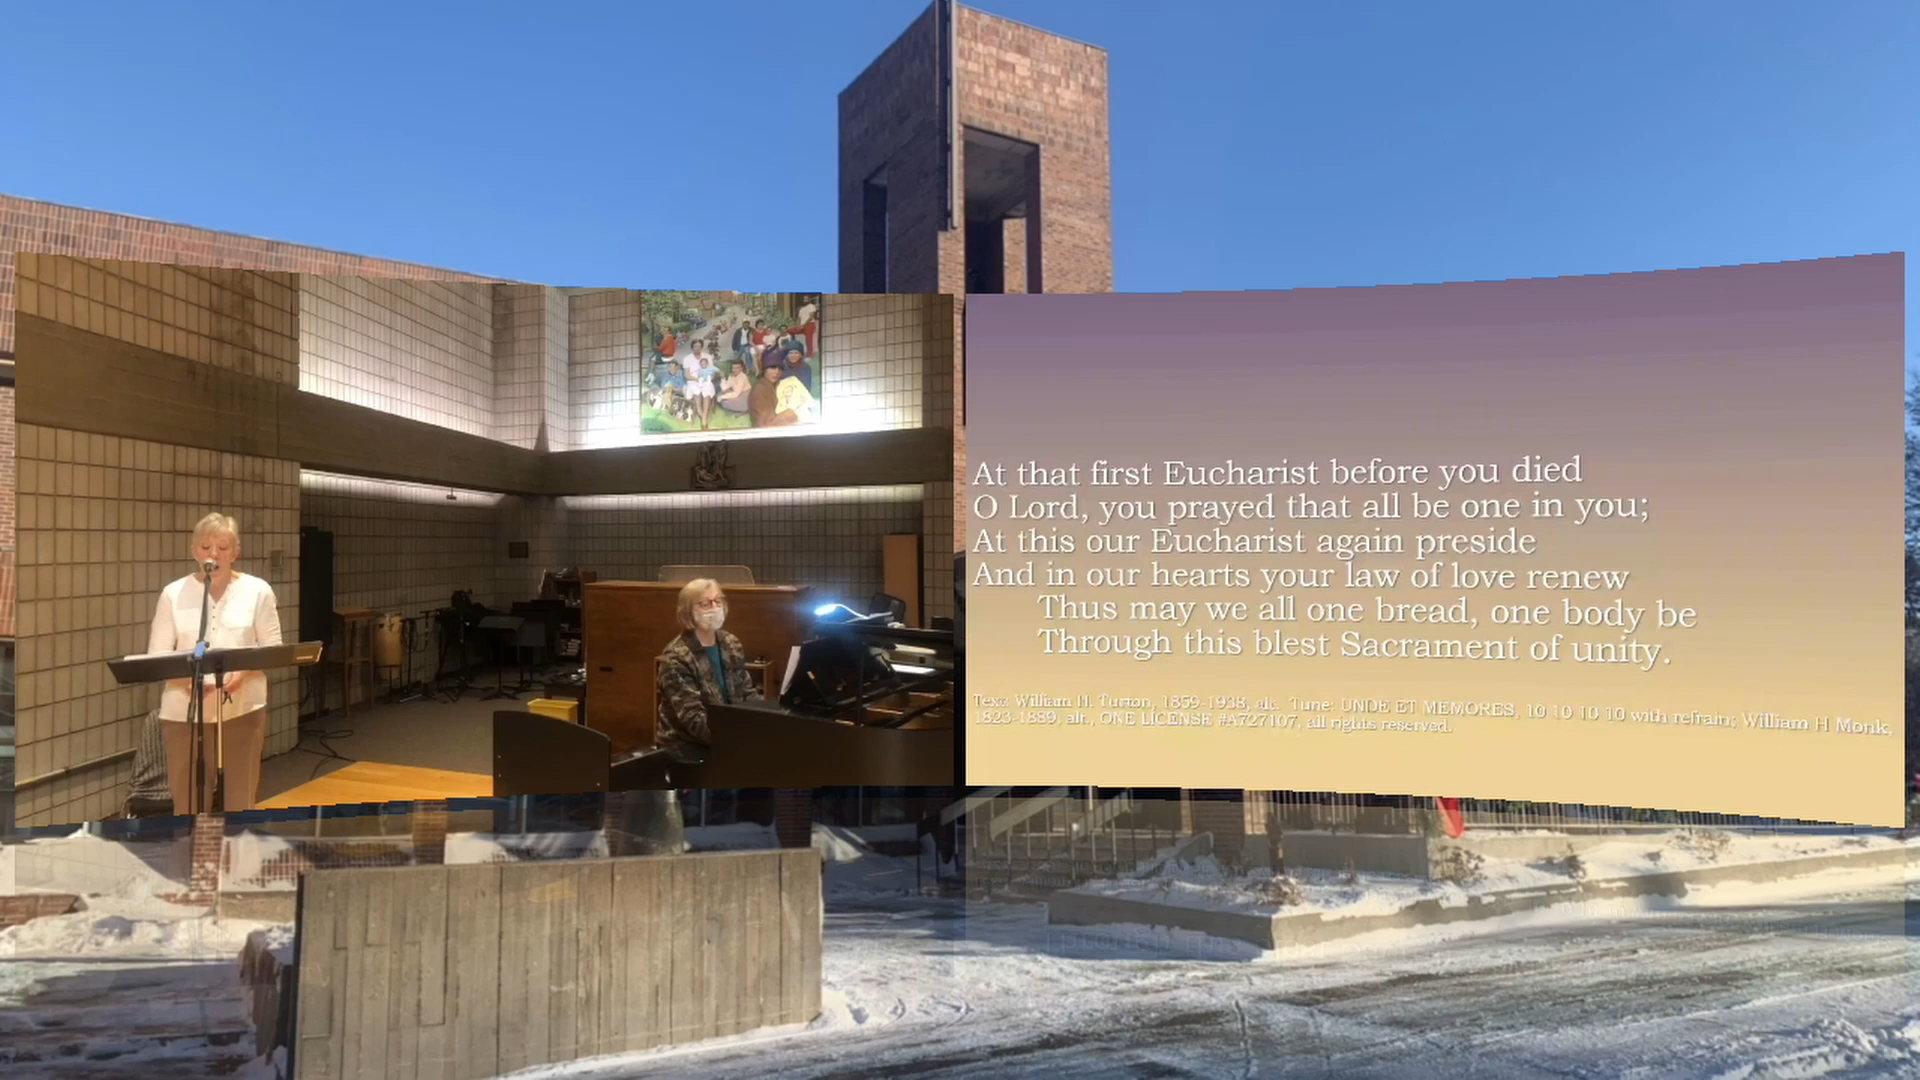 At that first Eucharist before you died
O Lord, you prayed that all be one in you;
At this our Eucharist again preside
And in our hearts your law of love renew
Thus may we all one bread, one body be
Through this blest Sacrament of unity.
Text: William H. Turton, 1859-1938, alt. Tune: UNDE ET MEMORES, 10 10 10 10 with refrain; William H Monk,
1823-1889, alt., ONE LICENSE #A727107, all rights reserved.